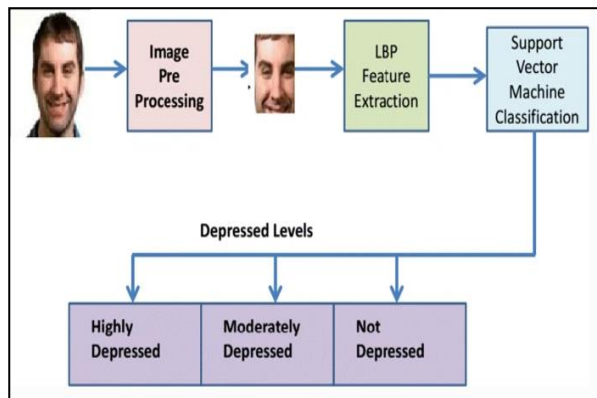 Image
Pre
Processing
LBP
Feature
Extraction
Support
Vector
Machine
Classification
Depressed Levels
Highly
Depressed
Moderately
Depressed
Not
Depressed